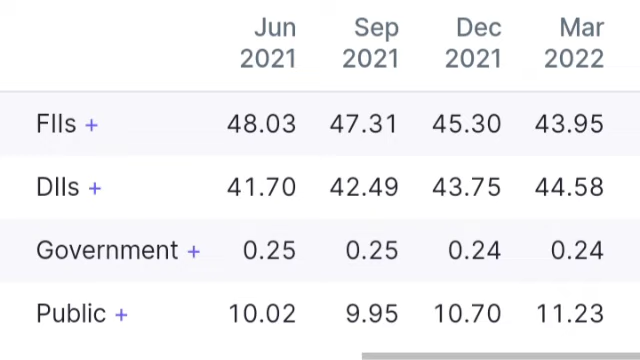 Jun Sep Dec Mar
2021 2021 2021 2022
FIIs + 48.03 47.31 45.30 43.95
DIIs + 41.70 42.49 43.75 44.58
Government + 0.25 0.25 0.24 0.24
Public + 10.02 9.95 10.70 11.23